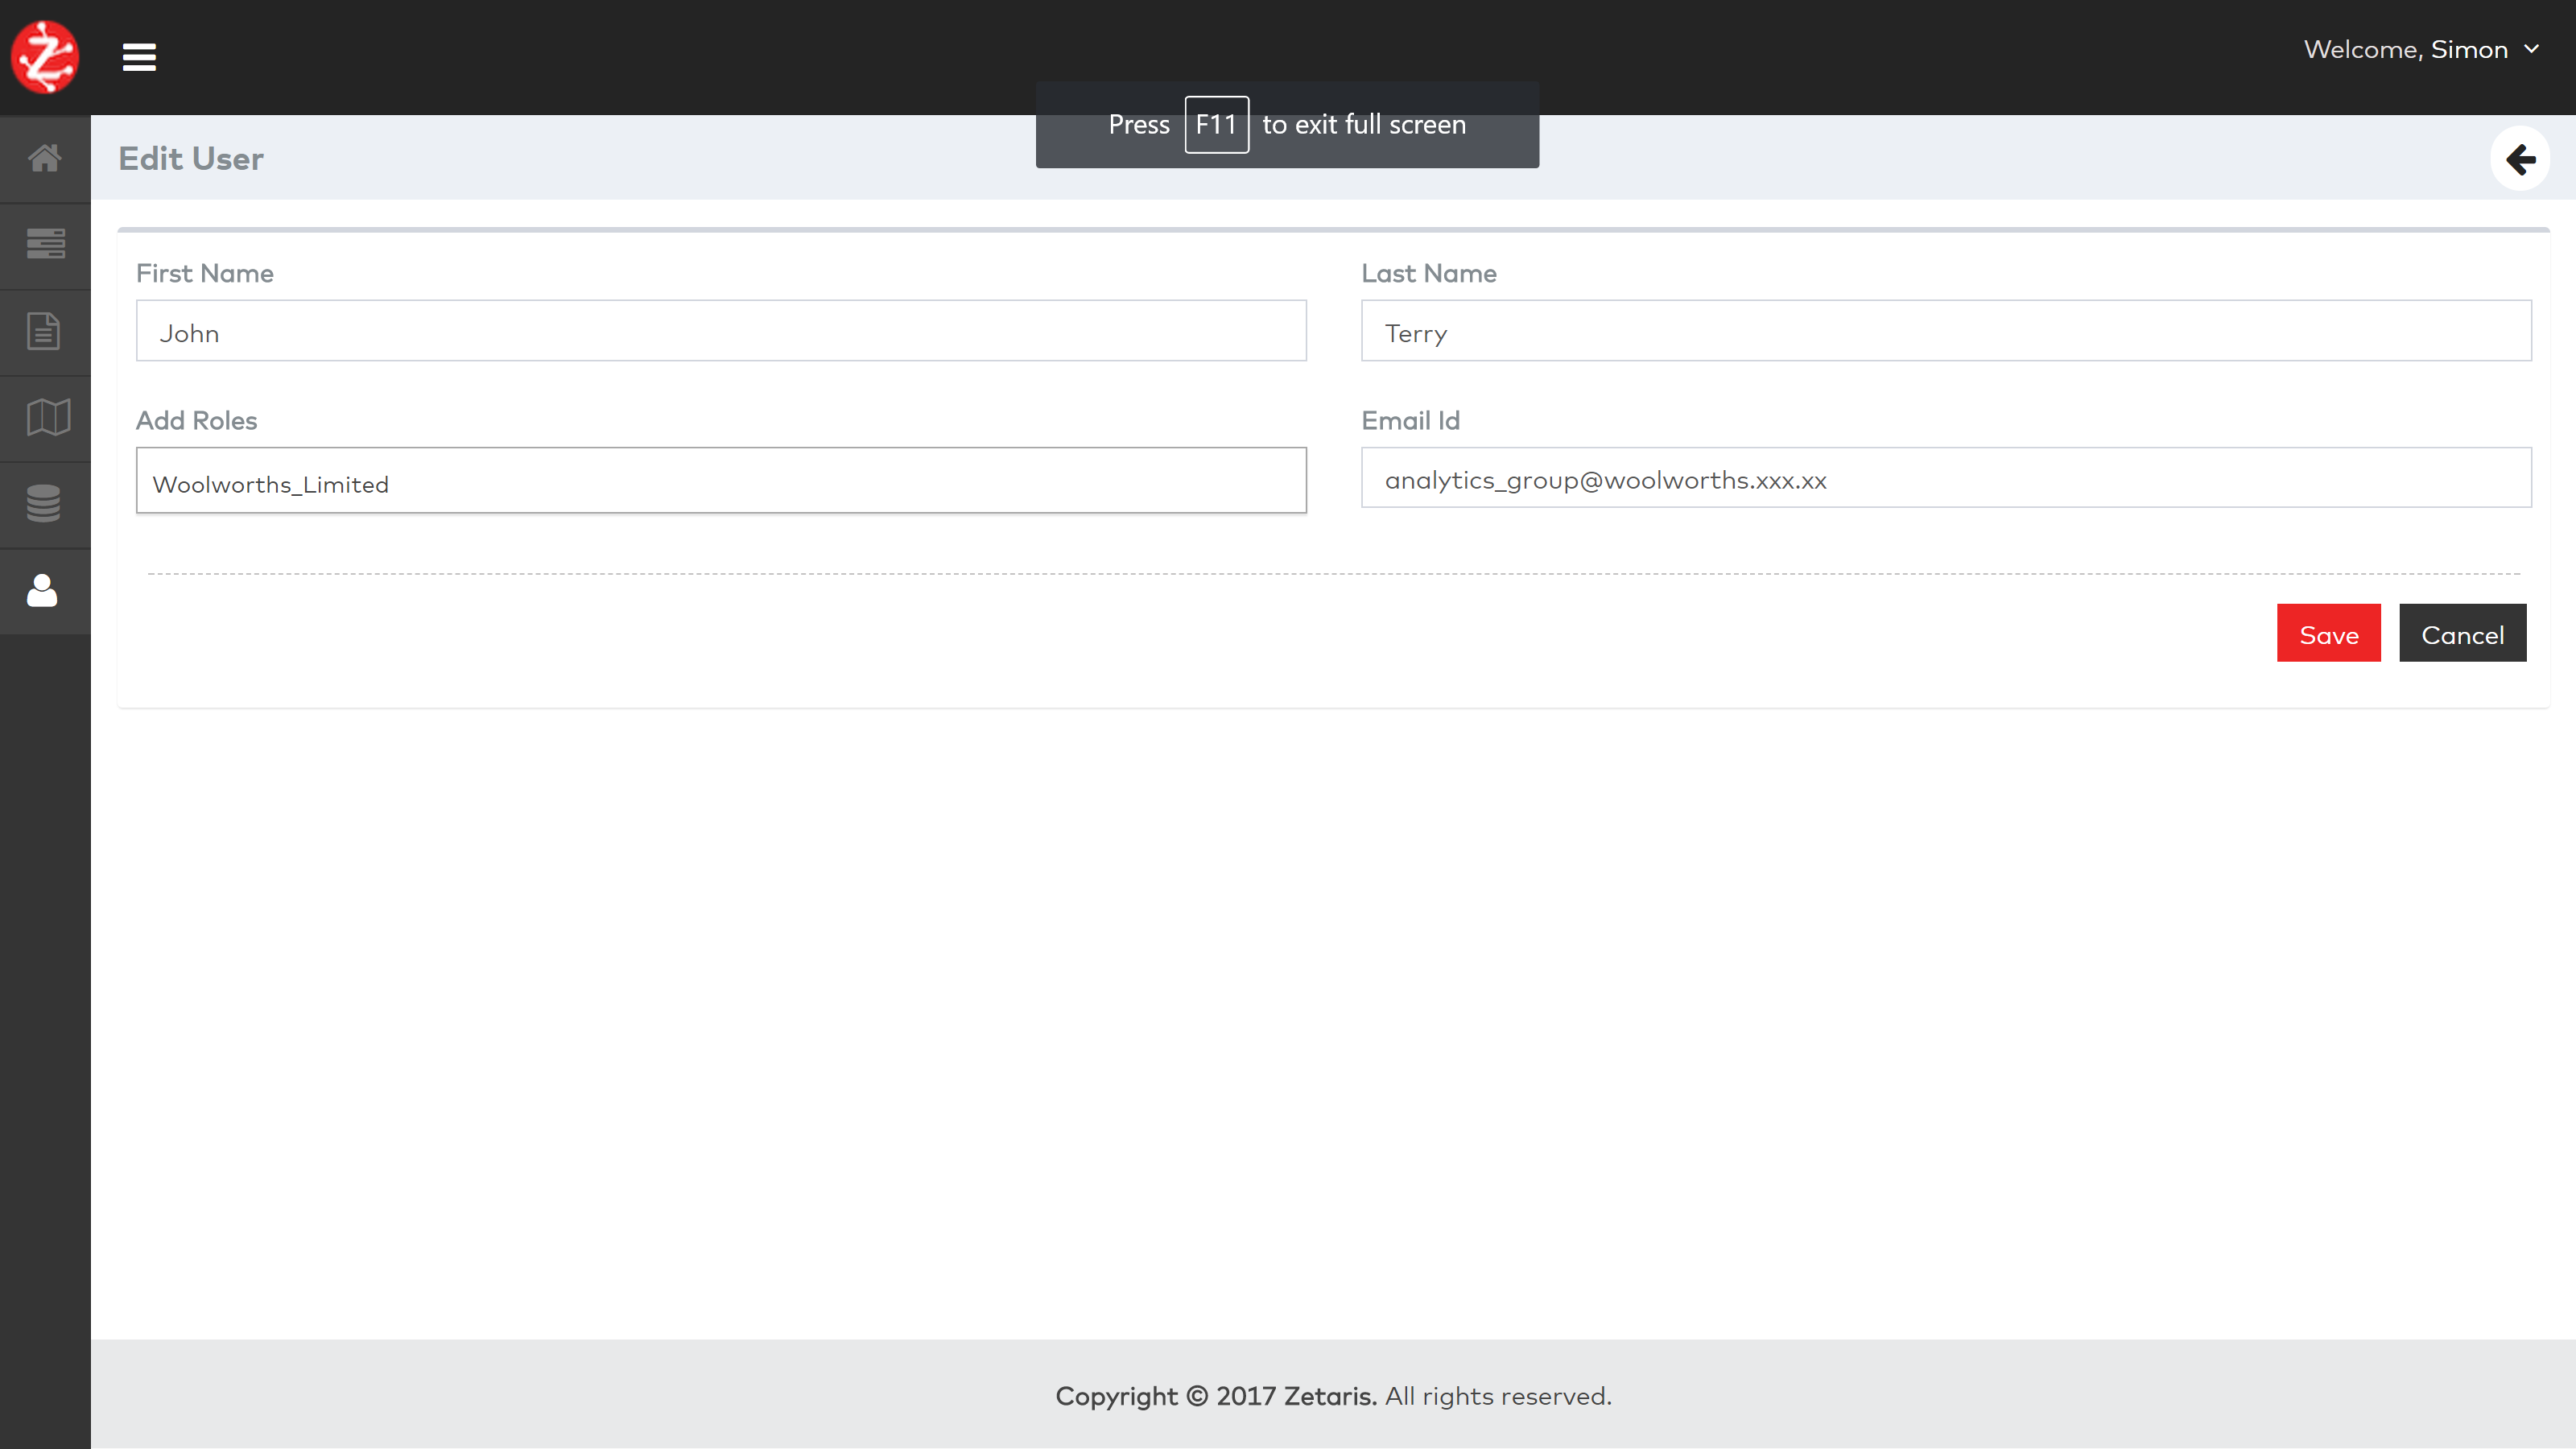 Welcome, Simon
Press F11 to exit full screen
Edit User
First Name
Last Name
John
Terry
Add Roles
Email Id
Woolworths_Limited
analytics_group@woolworths.xxx.xx
Save
Cancel
Copyright © 2017 Zetaris. All rights reserved.